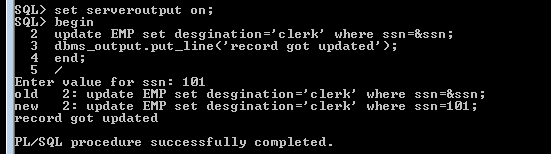 SQL> set serveroutput on;
SQL> begin
  2  update EMP set desgination='clerk' where ssn=&ssn;
  3  dbms_output.put_line('record got updated');
  4  end;
  5  /
Enter value for ssn: 101
old   2: update EMP set desgination='clerk' where ssn=&ssn;
new   2: update EMP set desgination='clerk' where ssn=101;
record got updated
PL/SQL procedure successfully completed.